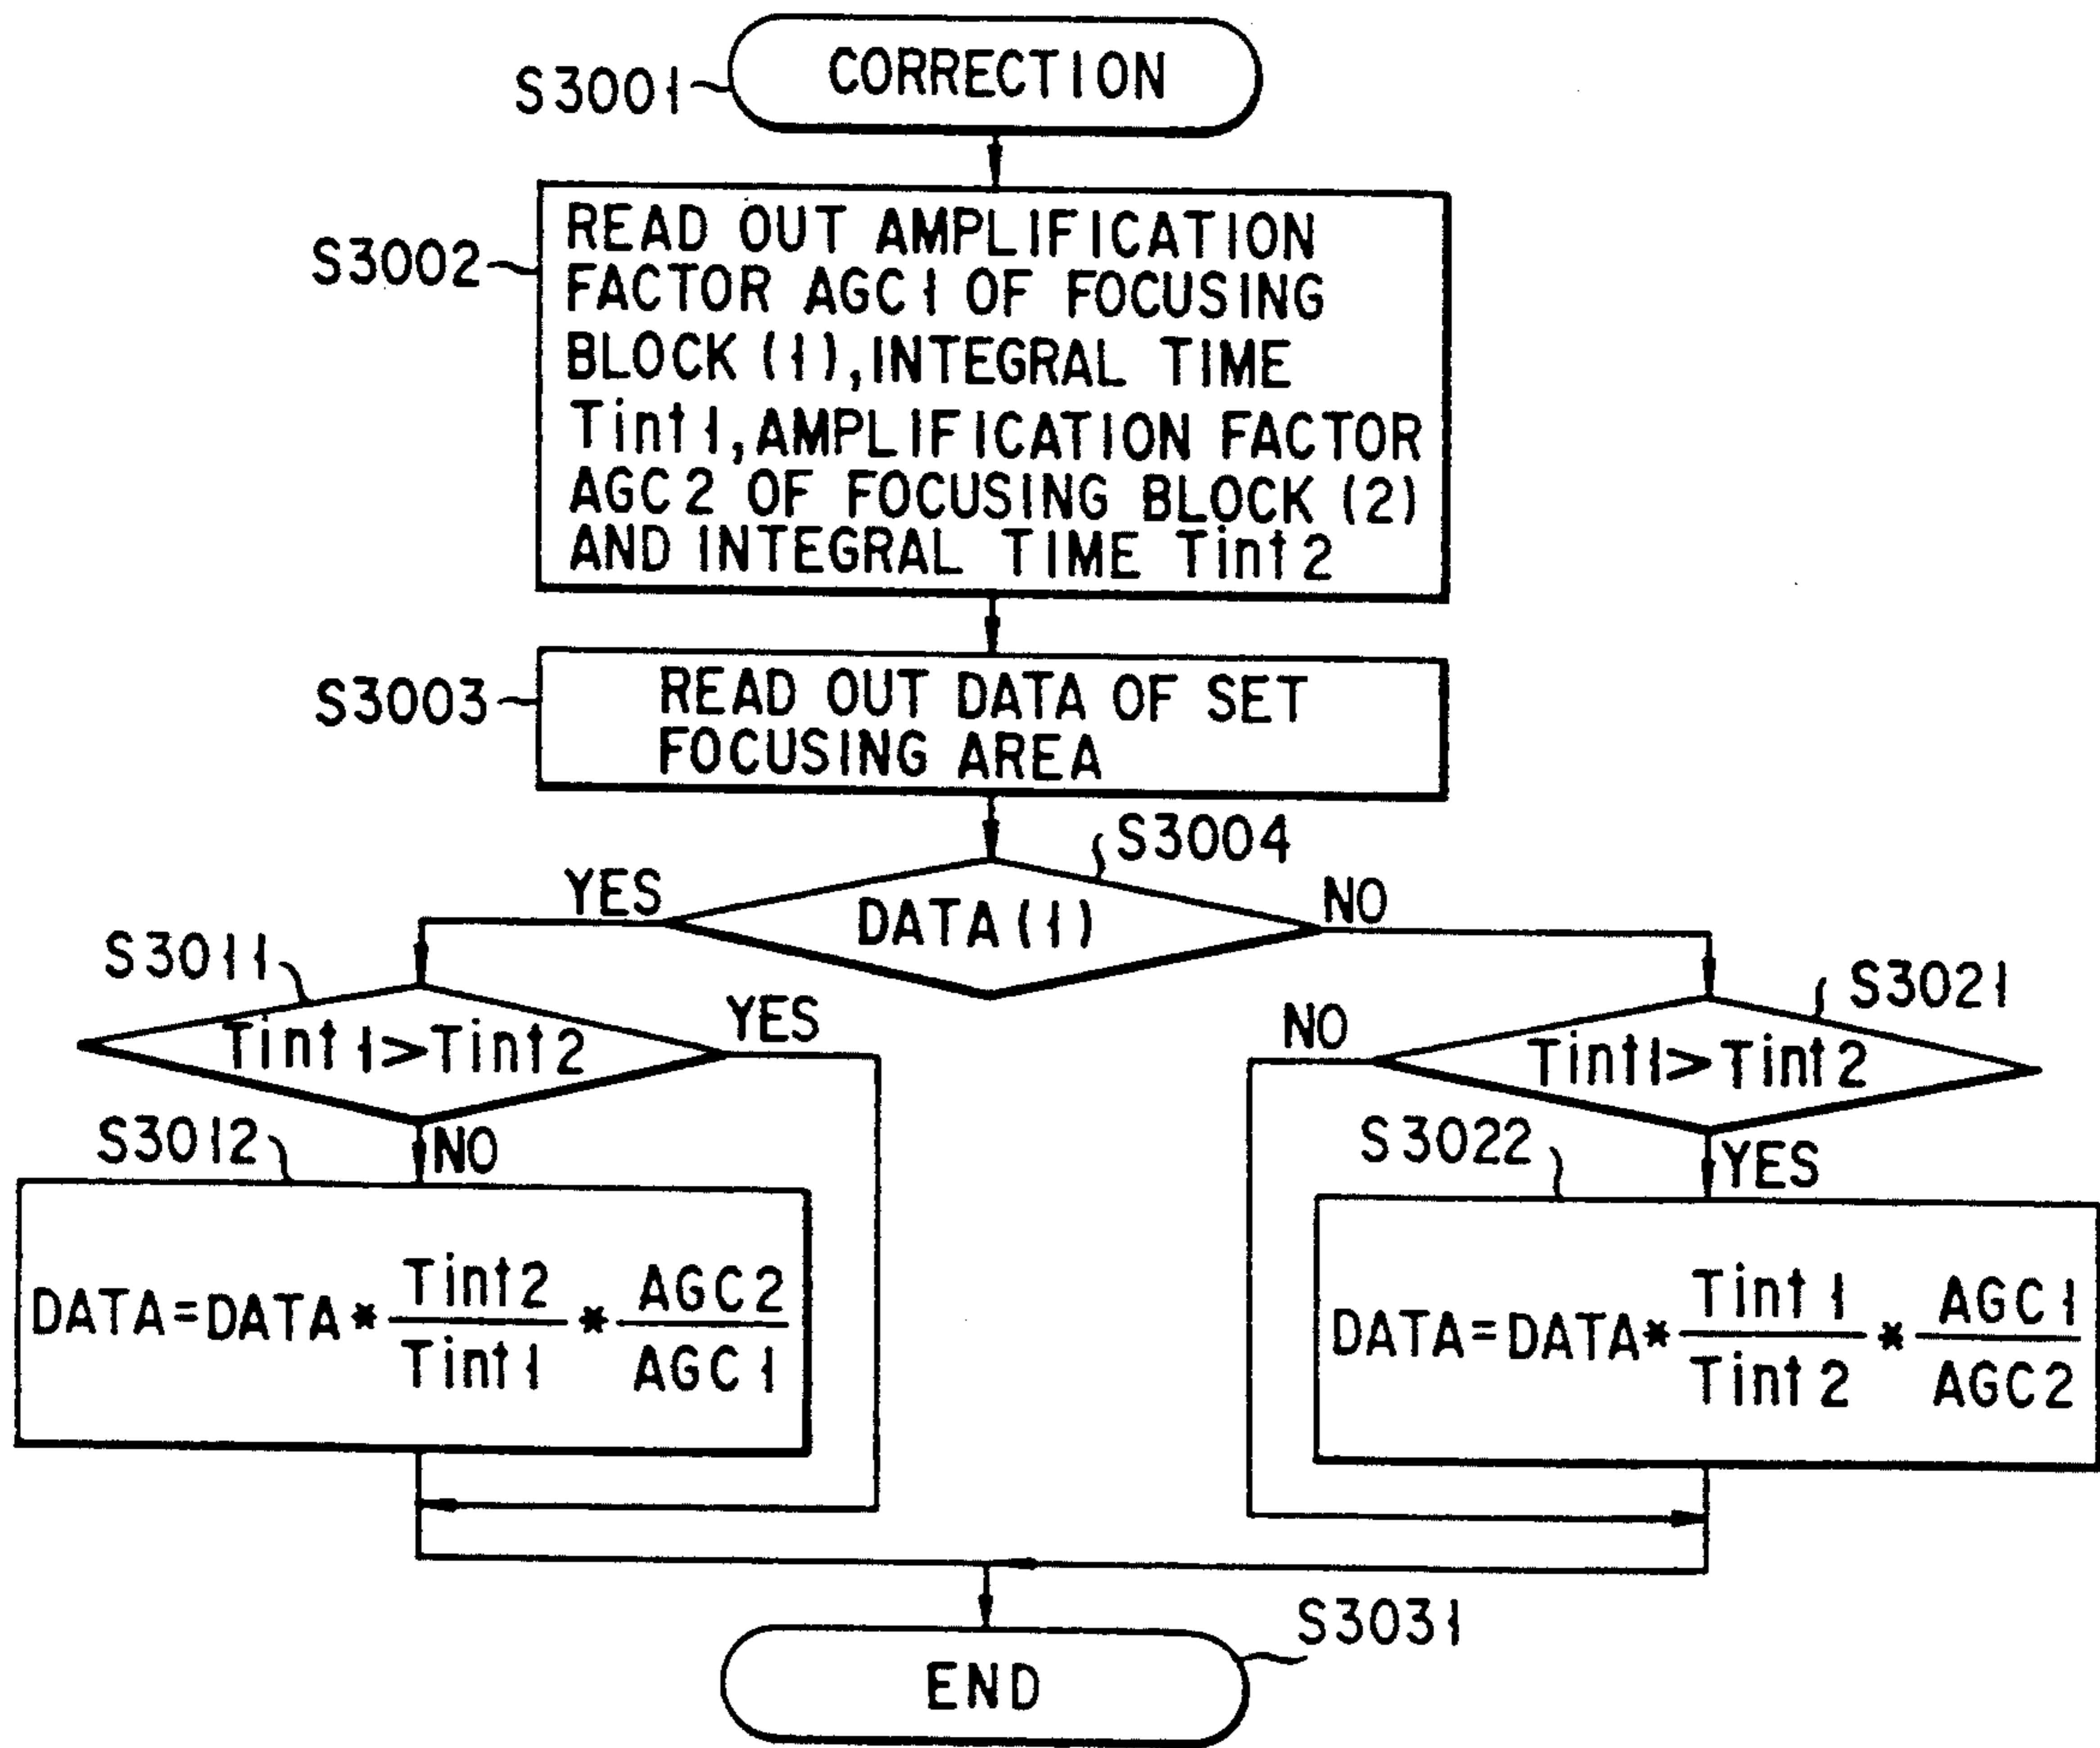 CORRECTION
S3001
READ OUT AMPLIFICATION
FACTOR AGC1 OF FOCUSING
BLOCK (1), INTEGRAL TIME
Tint1, AMPLIFICATION FACTOR
AGC2 OF FOCUSING BLOCK (2)
AND INTEGRAL TIME Tint2
S3002
READ OUT DATA OF SET
FOCUSING AREA
S3003
S3004
YES
DATA (1)
NO
S3011
Tint1>Tint2
YES
NO
S3021
Tint1>Tint2
S3012
NO
S3022
YES
DATA=DATA*Tint2/Tint1*AGC2/AGC1
DATA=DATA*Tint1/Tint2*AGC1/AGC2
S3031
END